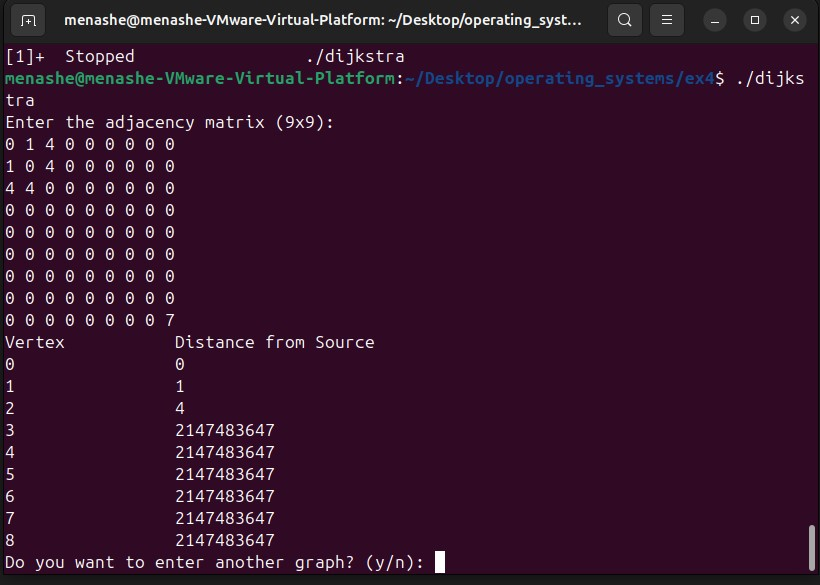 menashe@menashe-VMware-Virtual-Platform: ~/Desktop/operating_syst...
[1]+  Stopped                 ./dijkstra
menashe@menashe-VMware-Virtual-Platform:~/Desktop/operating_systems/ex4$ ./dijks
tra
Enter the adjacency matrix (9x9):
0 1 4 0 0 0 0 0 0
1 0 4 0 0 0 0 0 0
4 4 0 0 0 0 0 0 0
0 0 0 0 0 0 0 0 0
0 0 0 0 0 0 0 0 0
0 0 0 0 0 0 0 0 0
0 0 0 0 0 0 0 0 0
0 0 0 0 0 0 0 0 0
0 0 0 0 0 0 0 0 7
Vertex           Distance from Source
0                0
1                1
2                4
3                2147483647
4                2147483647
5                2147483647
6                2147483647
7                2147483647
8                2147483647
Do you want to enter another graph? (y/n):